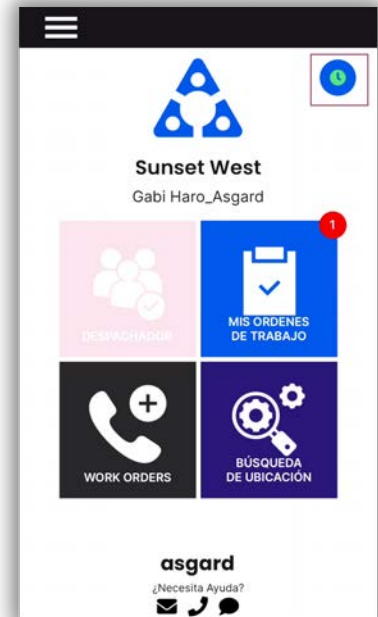 Sunset West
Gabi Haro_Asgard
1
DESPACHADOR
MIS ORDENES
DE TRABAJO
WORK ORDERS
BÚSQUEDA
DE UBICACIÓN
asgard
¿Necesita Ayuda?